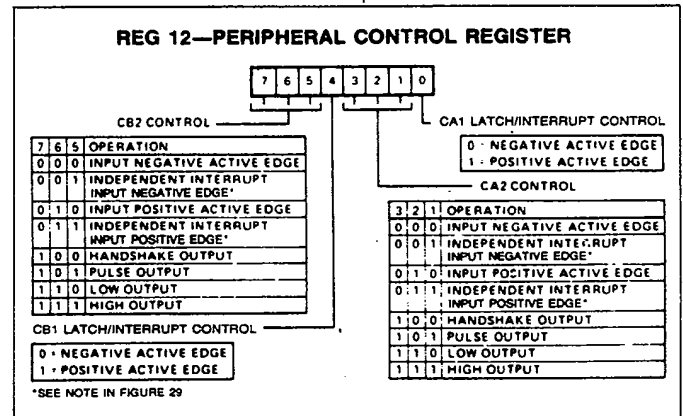 REG 12—PERIPHERAL CONTROL REGISTER
7 6 5 4 3 2 1 0
CB2 CONTROL
7 6 5 OPERATION
0 0 0 INPUT NEGATIVE ACTIVE EDGE
0 0 1 INDEPENDENT INTERRUPT
INPUT NEGATIVE EDGE*
0 1 0 INPUT POSITIVE ACTIVE EDGE
0 1 1 INDEPENDENT INTERRUPT
INPUT POSITIVE EDGE*
1 0 0 HANDSHAKE OUTPUT
1 0 1 PULSE OUTPUT
1 1 0 LOW OUTPUT
1 1 1 HIGH OUTPUT
CB1 LATCH/INTERRUPT CONTROL
0 = NEGATIVE ACTIVE EDGE
1 = POSITIVE ACTIVE EDGE
*SEE NOTE IN FIGURE 29
CA1 LATCH/INTERRUPT CONTROL
0 = NEGATIVE ACTIVE EDGE
1 = POSITIVE ACTIVE EDGE
CA2 CONTROL
3 2 1 OPERATION
0 0 0 INPUT NEGATIVE ACTIVE EDGE
0 0 1 INDEPENDENT INTERRUPT
INPUT NEGATIVE EDGE*
0 1 0 INPUT POSITIVE ACTIVE EDGE
0 1 1 INDEPENDENT INTERRUPT
INPUT POSITIVE EDGE*
1 0 0 HANDSHAKE OUTPUT
1 0 1 PULSE OUTPUT
1 1 0 LOW OUTPUT
1 1 1 HIGH OUTPUT